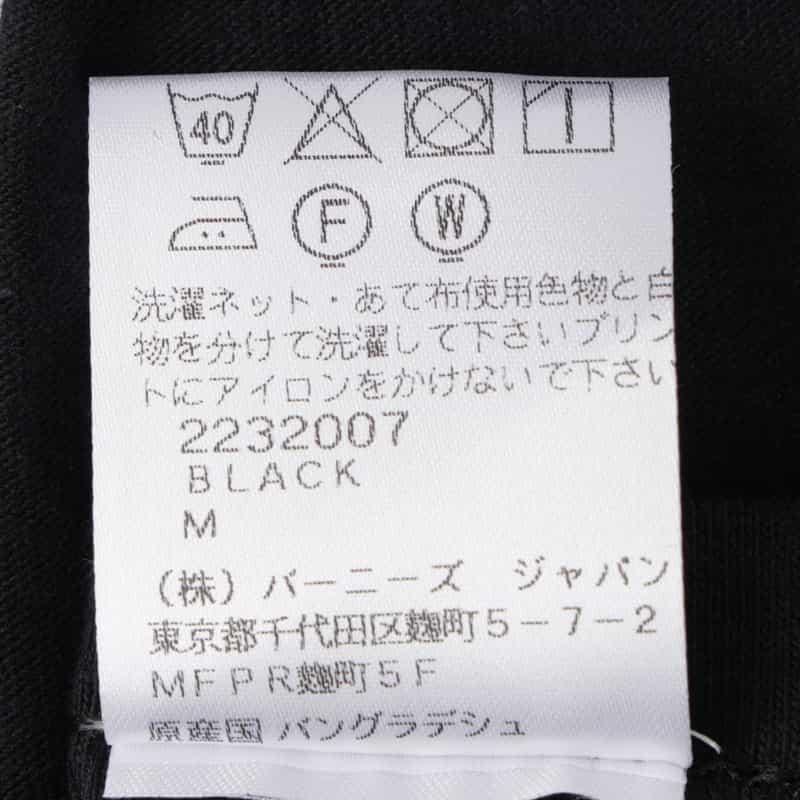 40
F W
洗濯ネット・あて布使用色物と白
物を分けて洗濯して下さいプリン
トにアイロンをかけないで下さい
2232007
BLACK
M
(株) バーニーズ ジャパン
東京都千代田区麹町5-7-2
MFPR麹町5F
原産国 バングラデシュ